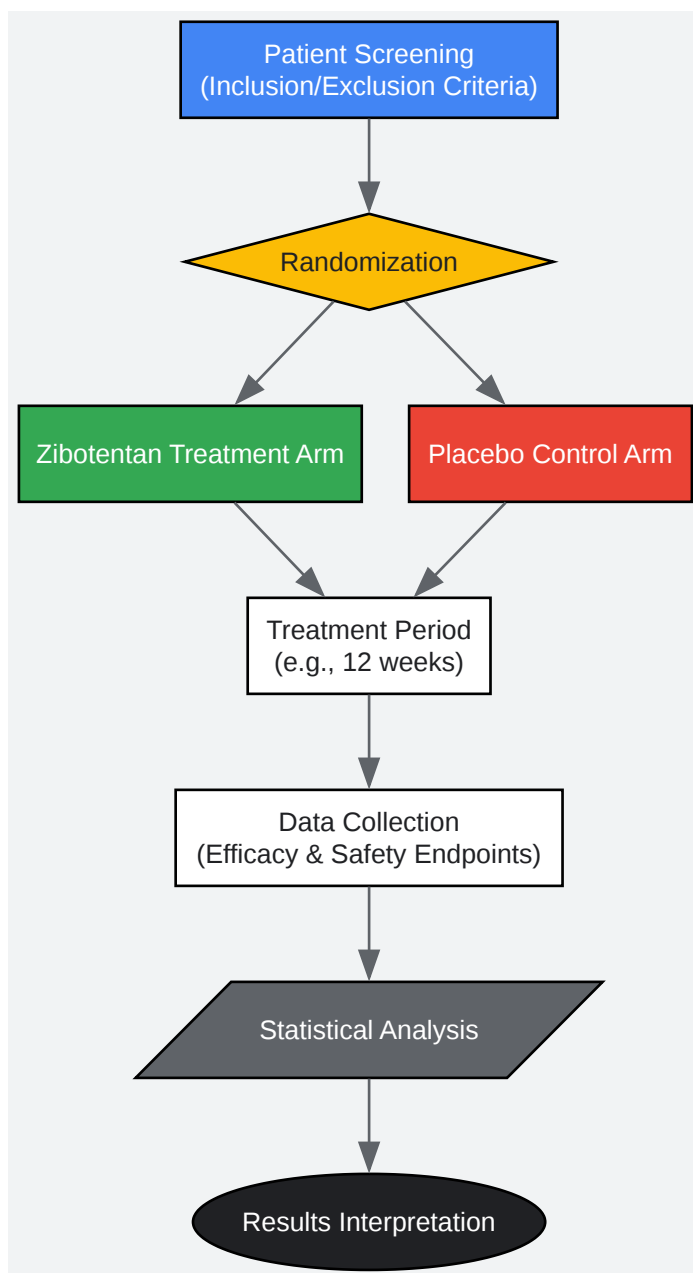 Patient Screening
(Inclusion/Exclusion Criteria)
Randomization
Zibotentan Treatment Arm
Placebo Control Arm
Treatment Period
(e.g., 12 weeks)
Data Collection
(Efficacy & Safety Endpoints)
Statistical Analysis
Results Interpretation